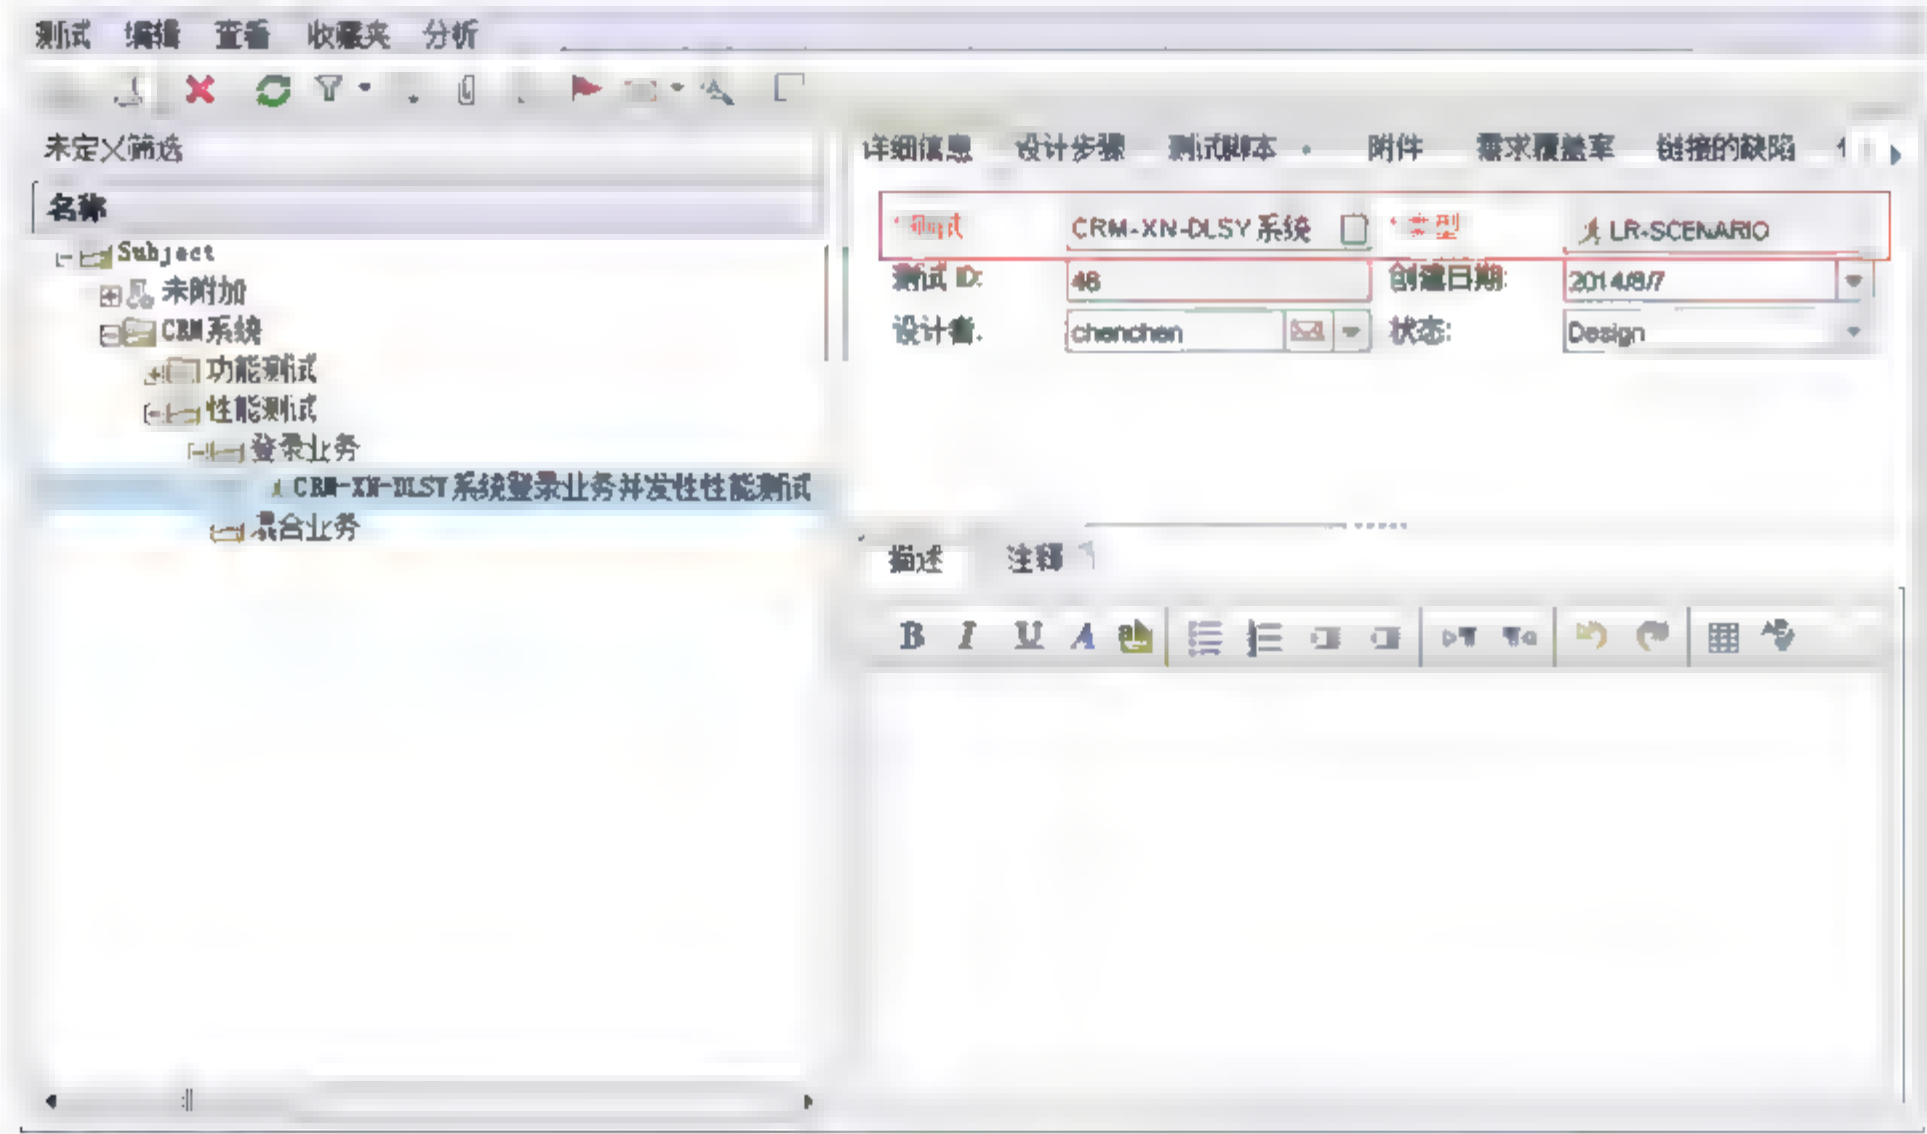 测试 编辑 查看 收藏夹 分析
未定义筛选
名称
Subject
未附加
CRM系统
功能测试
性能测试
登录业务
CRM-XN-DLSY系统登录业务并发性性能测试
混合业务
详细信息 设计步骤 测试脚本 附件 需求覆盖率 链接的缺陷
*测试 CRM-XN-DLSY系统 *类型 LR-SCENARIO
测试 ID: 46 创建日期: 2014/8/7
设计者: chenchen 状态: Design
描述 注释
B I U A ab